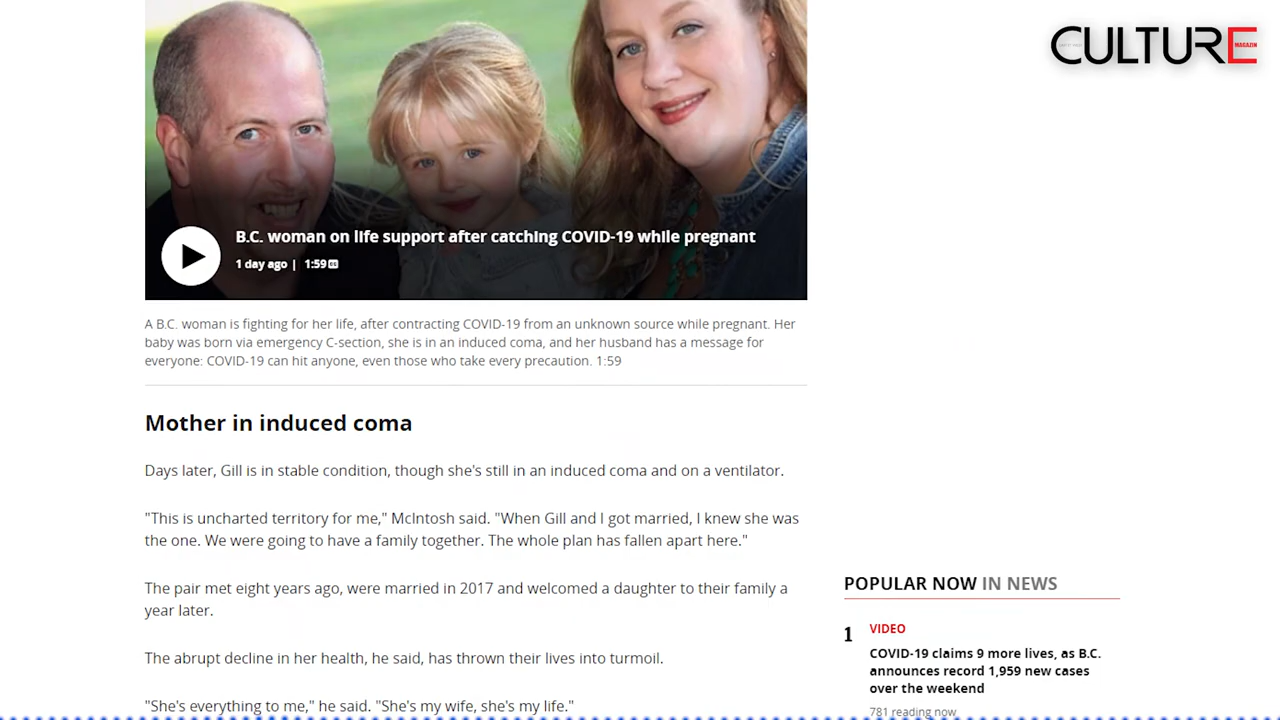 CULTURE
MAGAZIN
B.C. woman on life support after catching COVID-19 while pregnant
1 day ago | 1:59 CC
A B.C. woman is fighting for her life, after contracting COVID-19 from an unknown source while pregnant. Her
baby was born via emergency C-section, she is in an induced coma, and her husband has a message for
everyone: COVID-19 can hit anyone, even those who take every precaution. 1:59
Mother in induced coma
Days later, Gill is in stable condition, though she's still in an induced coma and on a ventilator.
"This is uncharted territory for me," McIntosh said. "When Gill and I got married, I knew she was
the one. We were going to have a family together. The whole plan has fallen apart here."
The pair met eight years ago, were married in 2017 and welcomed a daughter to their family a
year later.
The abrupt decline in her health, he said, has thrown their lives into turmoil.
"She's everything to me," he said. "She's my wife, she's my life."
POPULAR NOW IN NEWS
1 VIDEO
COVID-19 claims 9 more lives, as B.C.
announces record 1,959 new cases
over the weekend
781 reading now